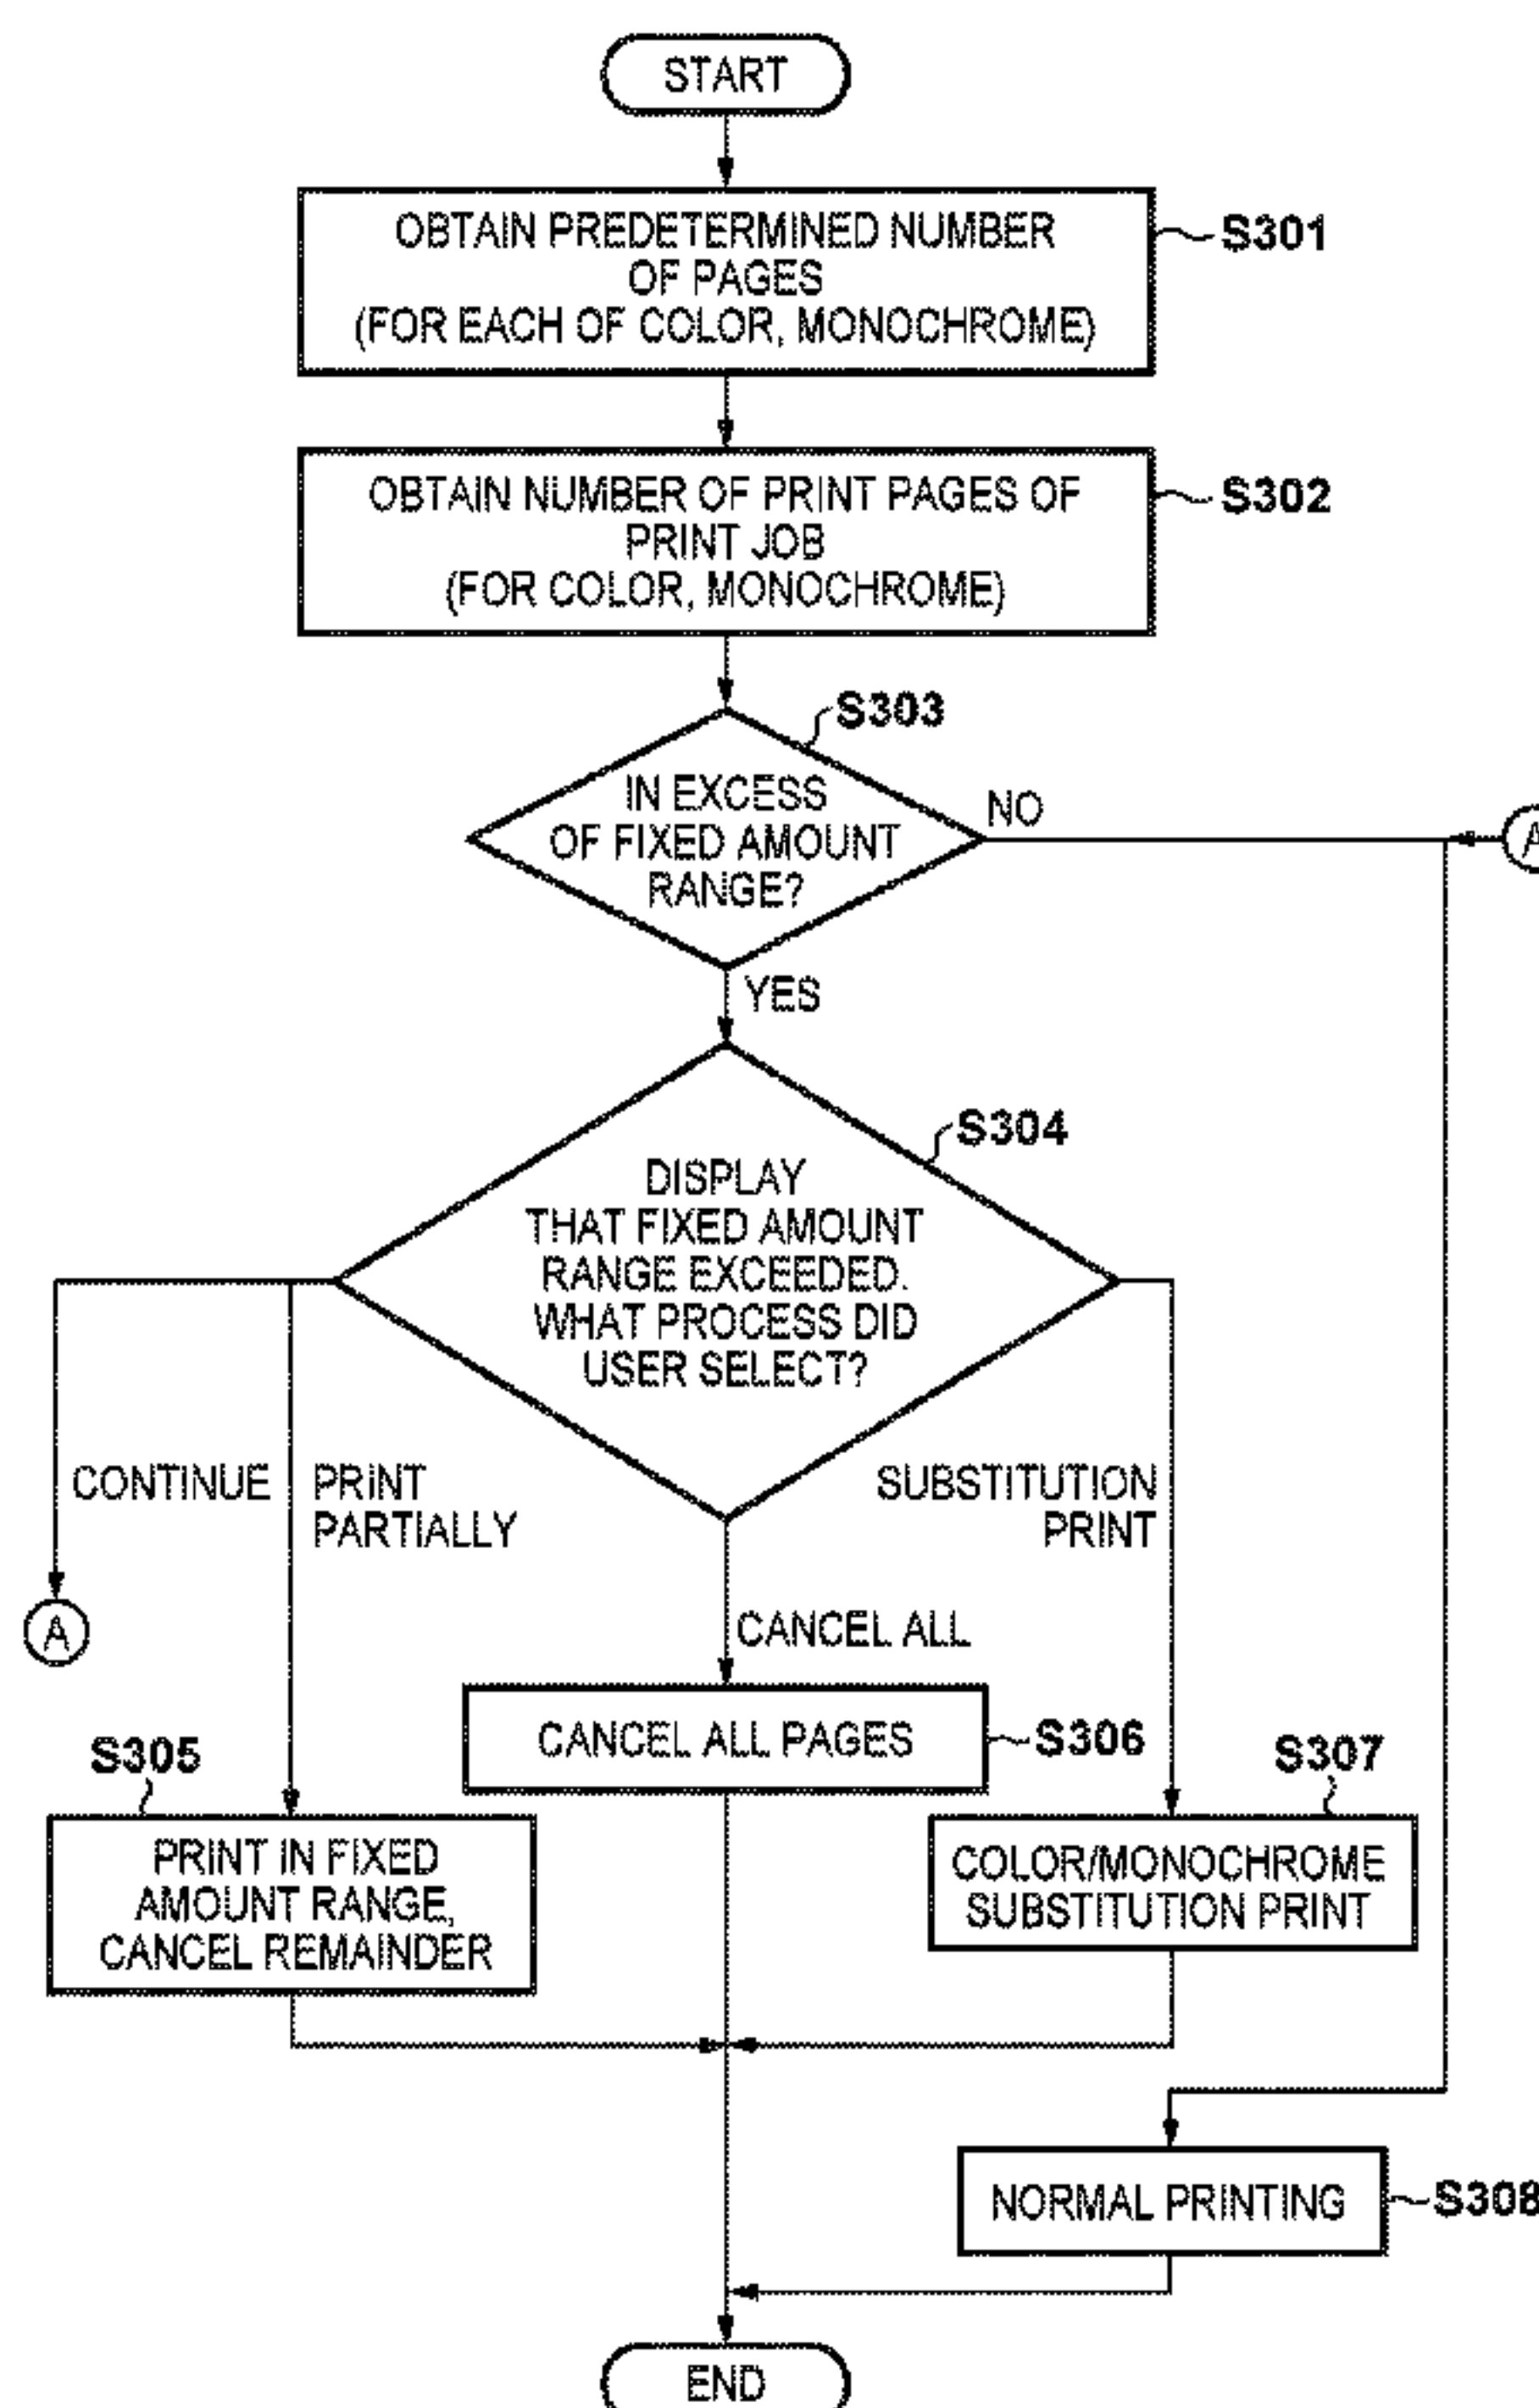 START
OBTAIN PREDETERMINED NUMBER
OF PAGES
(FOR EACH OF COLOR, MONOCHROME)
S301
OBTAIN NUMBER OF PRINT PAGES OF
PRINT JOB
(FOR COLOR, MONOCHROME)
S302
S303
IN EXCESS
OF FIXED AMOUNT
RANGE?
NO
A
YES
S304
DISPLAY
THAT FIXED AMOUNT
RANGE EXCEEDED.
WHAT PROCESS DID
USER SELECT?
CONTINUE
PRINT
PARTIALLY
SUBSTITUTION
PRINT
A
CANCEL ALL
CANCEL ALL PAGES
S306
S305
S307
PRINT IN FIXED
AMOUNT RANGE,
CANCEL REMAINDER
COLOR/MONOCHROME
SUBSTITUTION PRINT
NORMAL PRINTING
S308
END